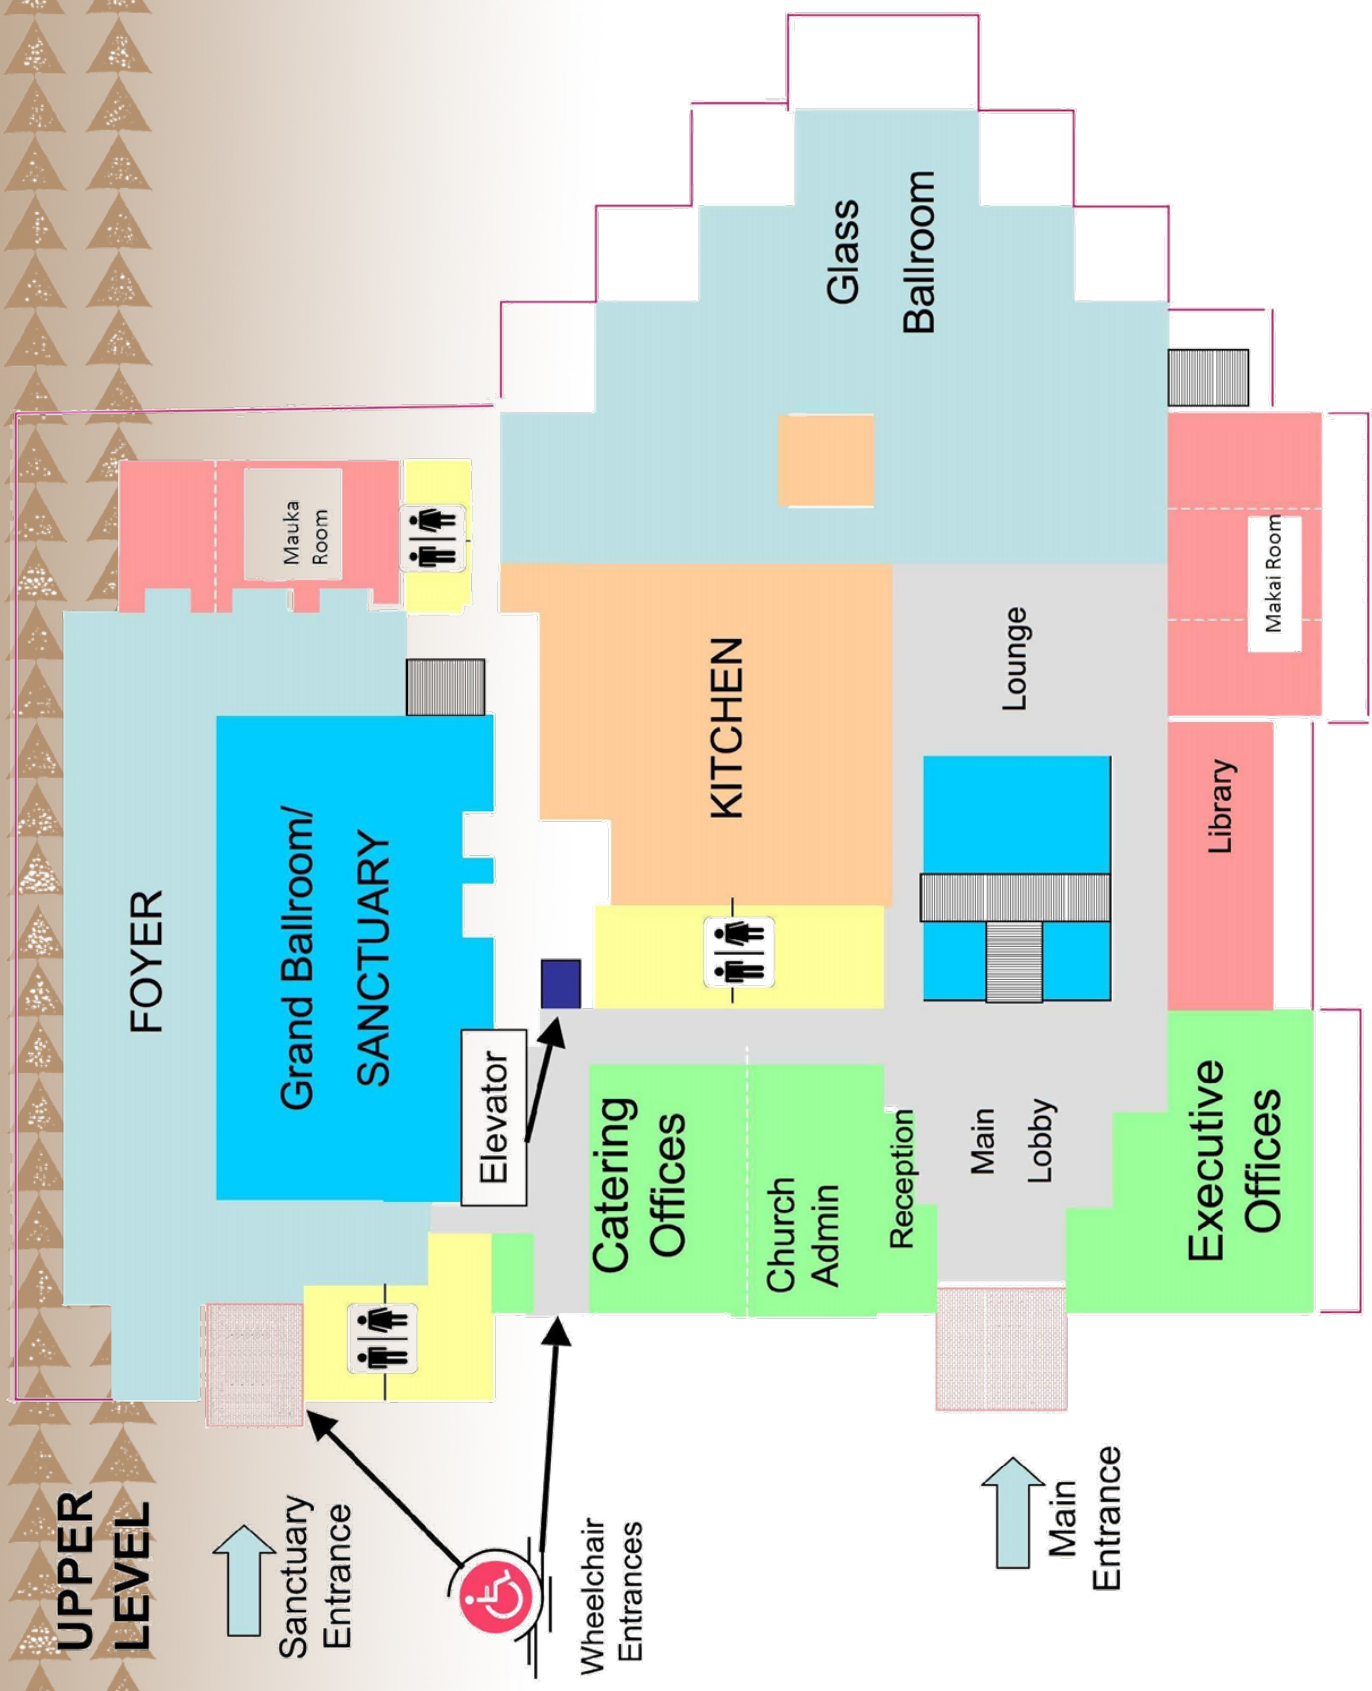 UPPER
LEVEL
Sanctuary
Entrance
Wheelchair
Entrances
Main
Entrance
FOYER
Grand Ballroom/
SANCTUARY
Mauka
Room
Elevator
Catering
Offices
Church
Admin
Reception
Main
Lobby
Executive
Offices
KITCHEN
Lounge
Library
Makai Room
Glass
Ballroom